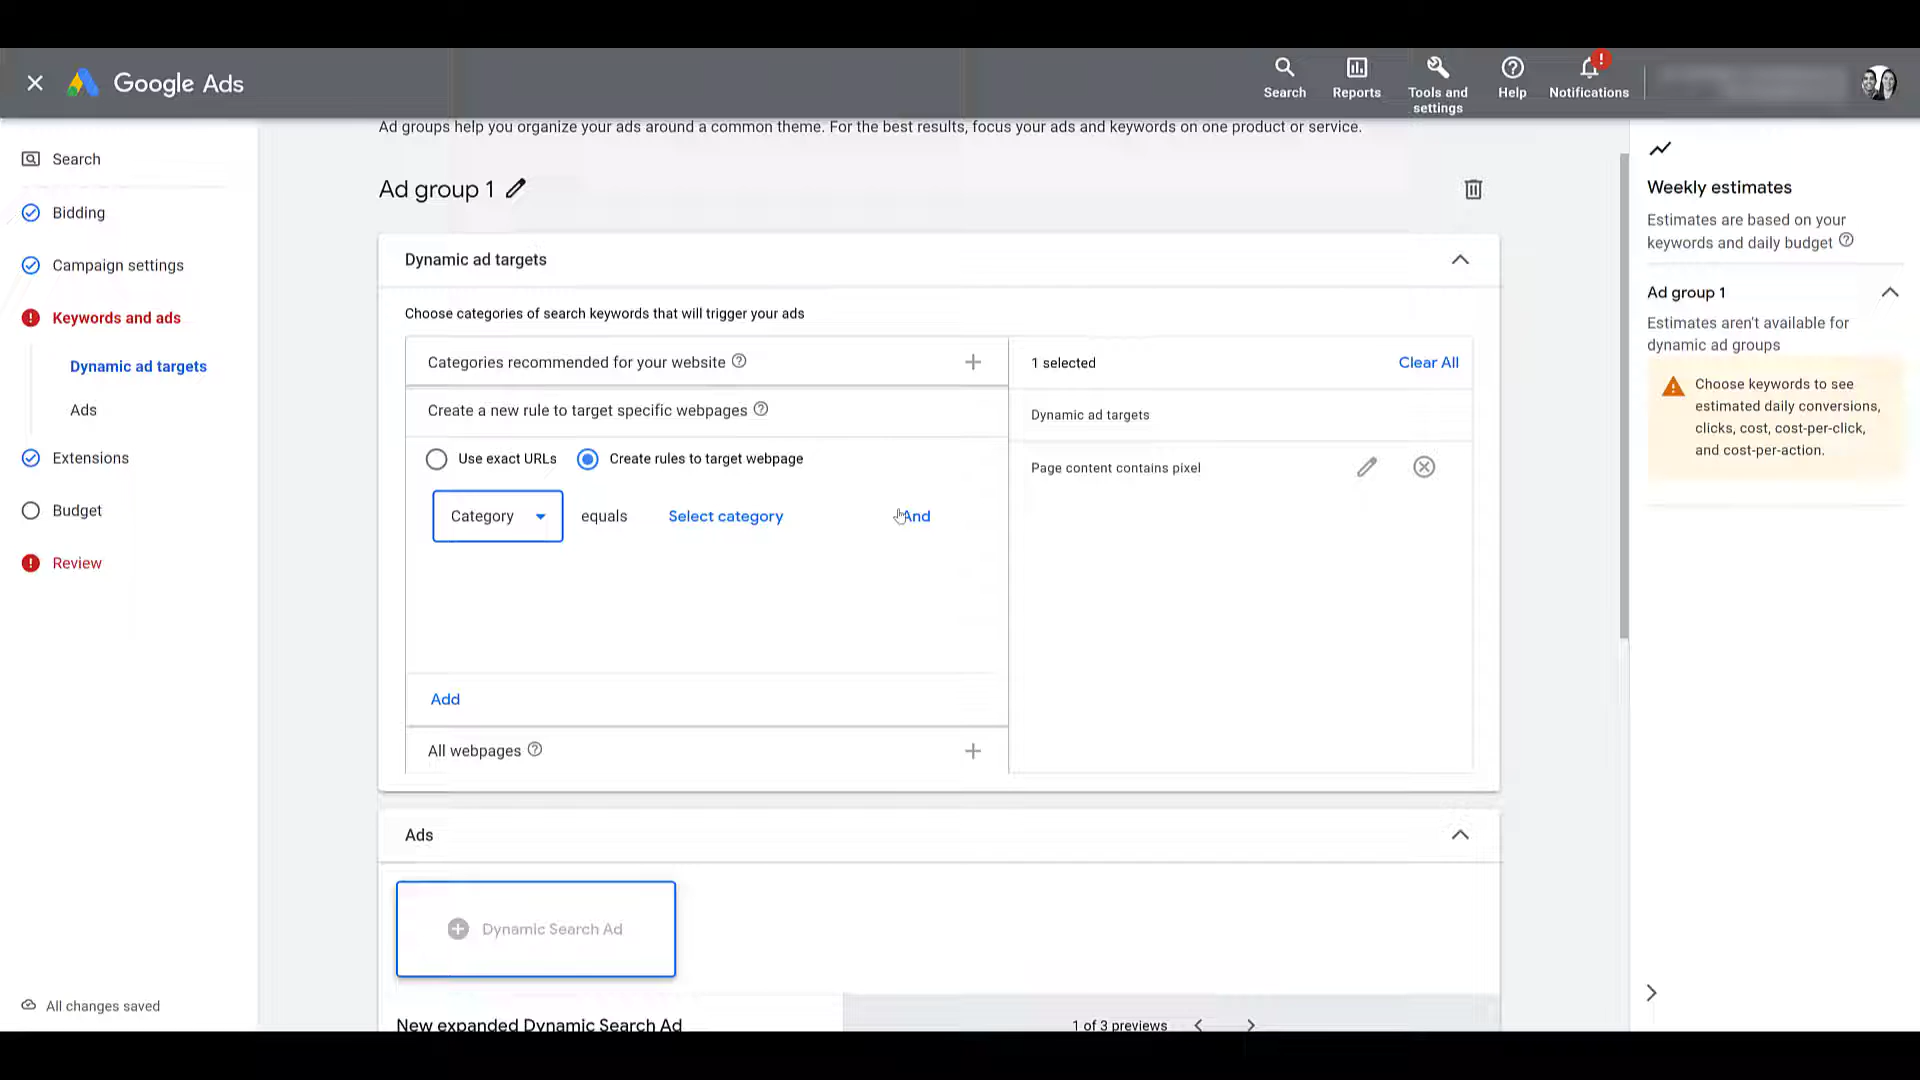 Google Ads
Search
Reports
Tools and
settings
Help
!
Notifications
Search
Bidding
Campaign settings
Keywords and ads
Dynamic ad targets
Ads
Extensions
Budget
Review
All changes saved
Ad groups help you organize your ads around a common theme. For the best results, focus your ads and keywords on one product or service.
Ad group 1
Dynamic ad targets
Choose categories of search keywords that will trigger your ads
Categories recommended for your website
Create a new rule to target specific webpages
Use exact URLs
Create rules to target webpage
Category equals Select category And
Add
All webpages
1 selected Clear All
Dynamic ad targets
Page content contains pixel
Ads
Dynamic Search Ad
New expanded Dynamic Search Ad
1 of 3 previews
Weekly estimates
Estimates are based on your
keywords and daily budget
Ad group 1
Estimates aren't available for
dynamic ad groups
Choose keywords to see
estimated daily conversions,
clicks, cost, cost-per-click,
and cost-per-action.